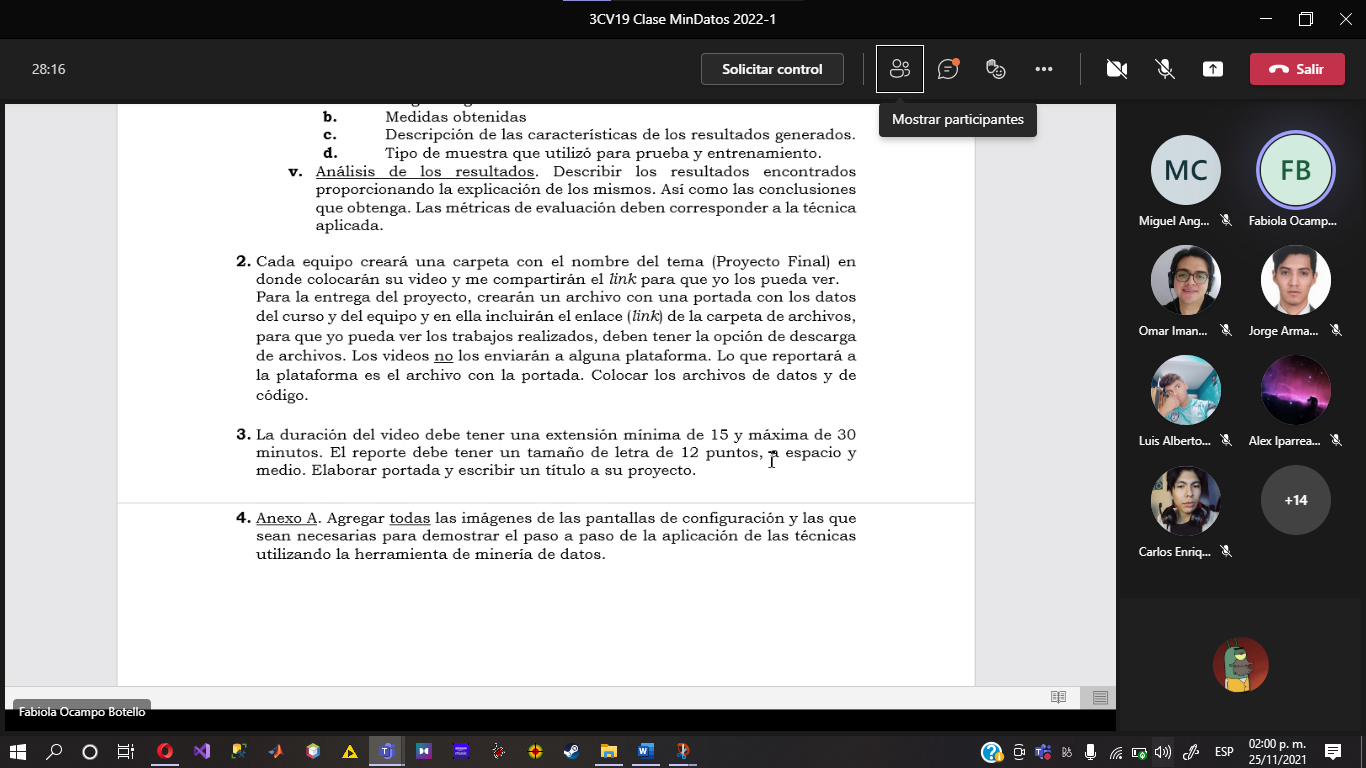 3CV19 Clase MinDatos 2022-1
28:16
Solicitar control
Salir
Mostrar participantes
b. Medidas obtenidas
c. Descripción de las características de los resultados generados.
d. Tipo de muestra que utilizó para prueba y entrenamiento.
v. Análisis de los resultados. Describir los resultados encontrados
proporcionando la explicación de los mismos. Así como las conclusiones
que obtenga. Las métricas de evaluación deben corresponder a la técnica
aplicada.
2. Cada equipo creará una carpeta con el nombre del tema (Proyecto Final) en
donde colocarán su video y me compartirán el link para que yo los pueda ver.
Para la entrega del proyecto, crearán un archivo con una portada con los datos
del curso y del equipo y en ella incluirán el enlace (link) de la carpeta de archivos,
para que yo pueda ver los trabajos realizados, deben tener la opción de descarga
de archivos. Los videos no los enviarán a alguna plataforma. Lo que reportará a
la plataforma es el archivo con la portada. Colocar los archivos de datos y de
código.
3. La duración del video debe tener una extensión mínima de 15 y máxima de 30
minutos. El reporte debe tener un tamaño de letra de 12 puntos, a espacio y
medio. Elaborar portada y escribir un título a su proyecto.
4. Anexo A. Agregar todas las imágenes de las pantallas de configuración y las que
sean necesarias para demostrar el paso a paso de la aplicación de las técnicas
utilizando la herramienta de minería de datos.
Fabiola Ocampo Botello
MC
FB
Miguel Ang...
Fabiola Ocamp...
Omar Iman...
Jorge Arma...
Luis Alberto...
Alex Iparrea...
+14
Carlos Enriq...
ESP
02:00 p. m.
25/11/2021